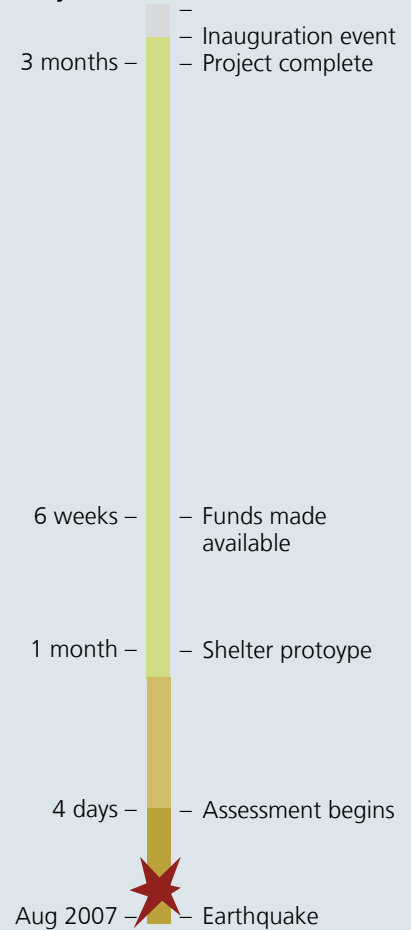 –
– Inauguration event
3 months – – Project complete
6 weeks – – Funds made
available
1 month – – Shelter protoype
4 days – – Assessment begins
Aug 2007 – – Earthquake